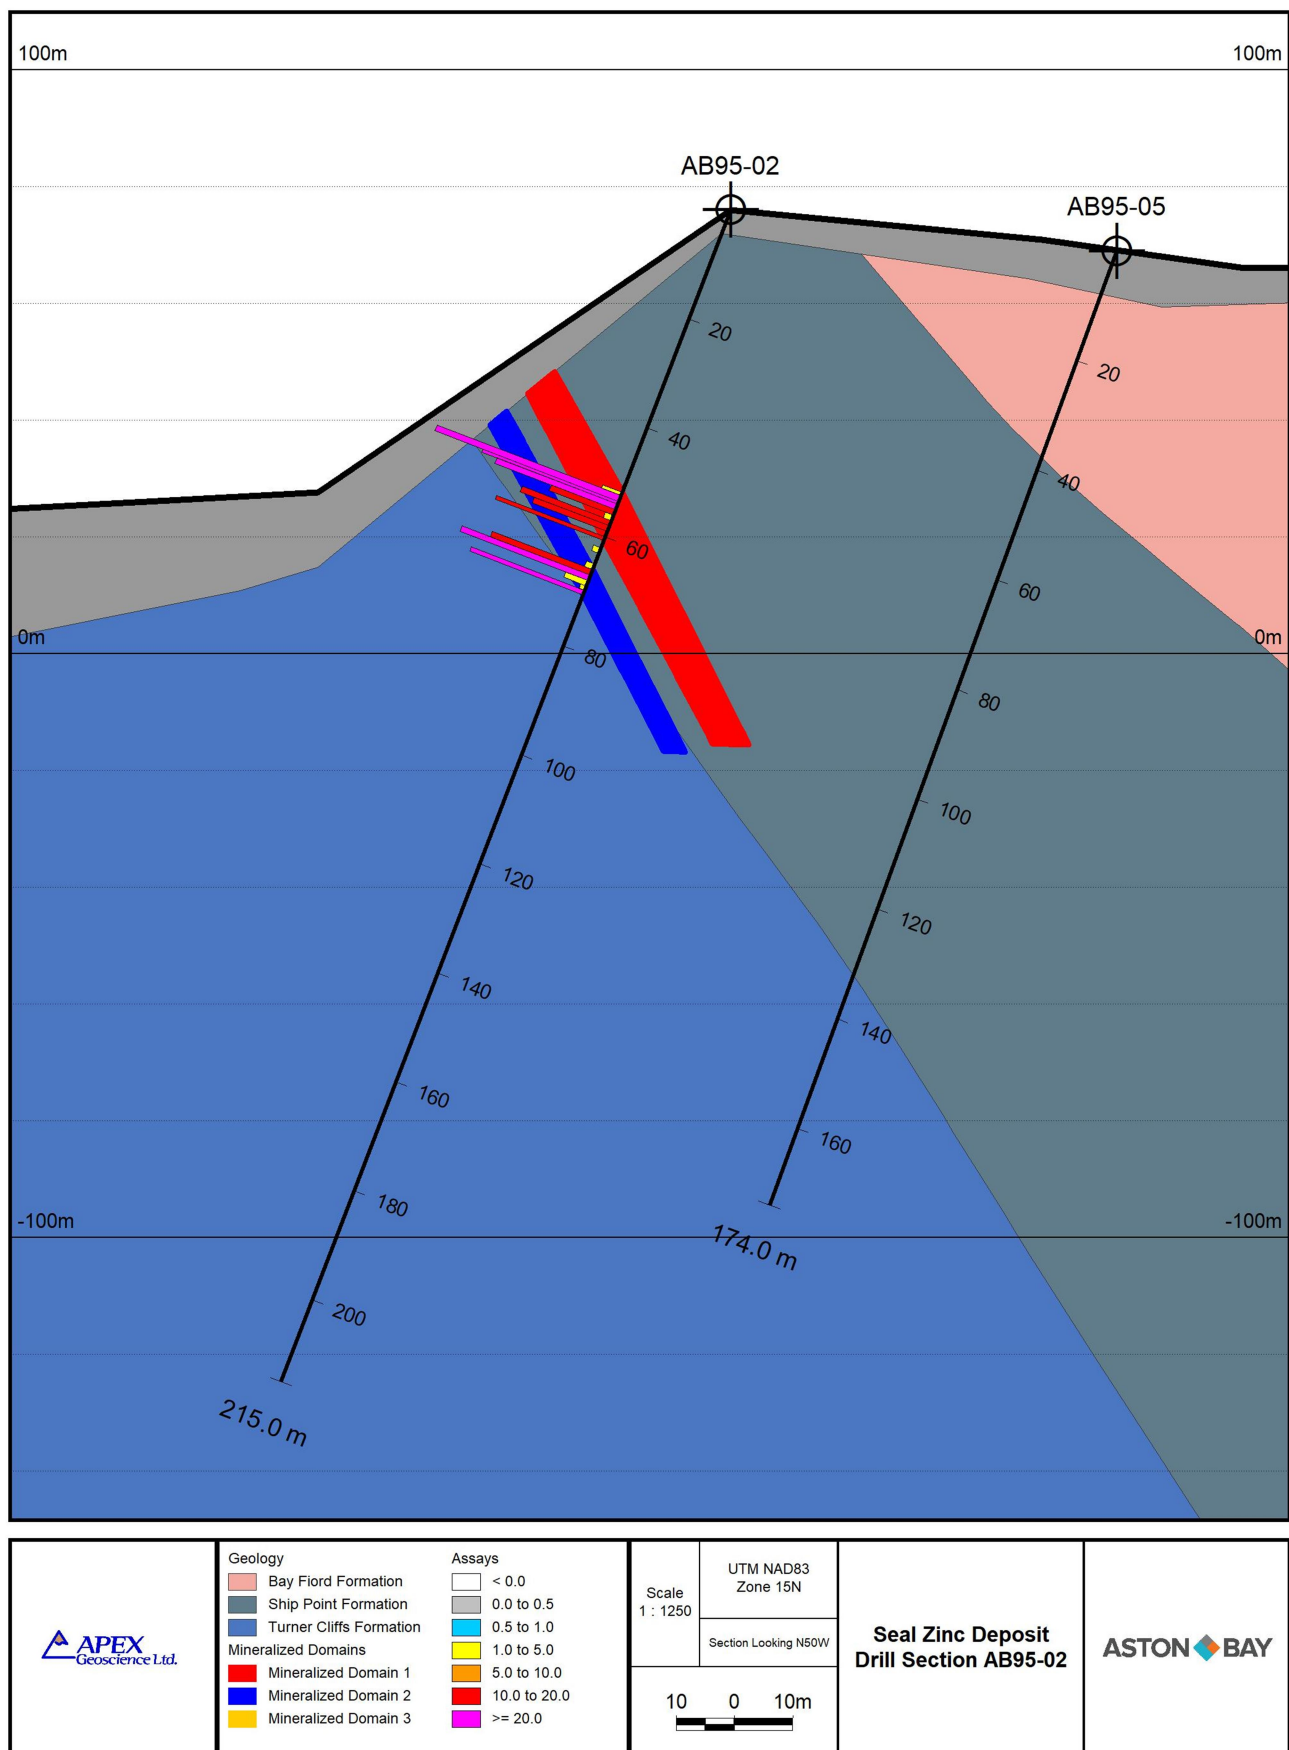 100m
100m
AB95-02
AB95-05
20
20
40
40
60
60
0m
0m
80
80
100
100
120
120
140
140
160
160
180
-100m
-100m
174.0 m
200
215.0 m
APEX
Geoscience Ltd.
Geology
Bay Fiord Formation
Ship Point Formation
Turner Cliffs Formation
Mineralized Domains
Mineralized Domain 1
Mineralized Domain 2
Mineralized Domain 3
Assays
< 0.0
0.0 to 0.5
0.5 to 1.0
1.0 to 5.0
5.0 to 10.0
10.0 to 20.0
>= 20.0
Scale
1 : 1250
UTM NAD83
Zone 15N
Section Looking N50W
10 0 10m
Seal Zinc Deposit
Drill Section AB95-02
ASTON BAY